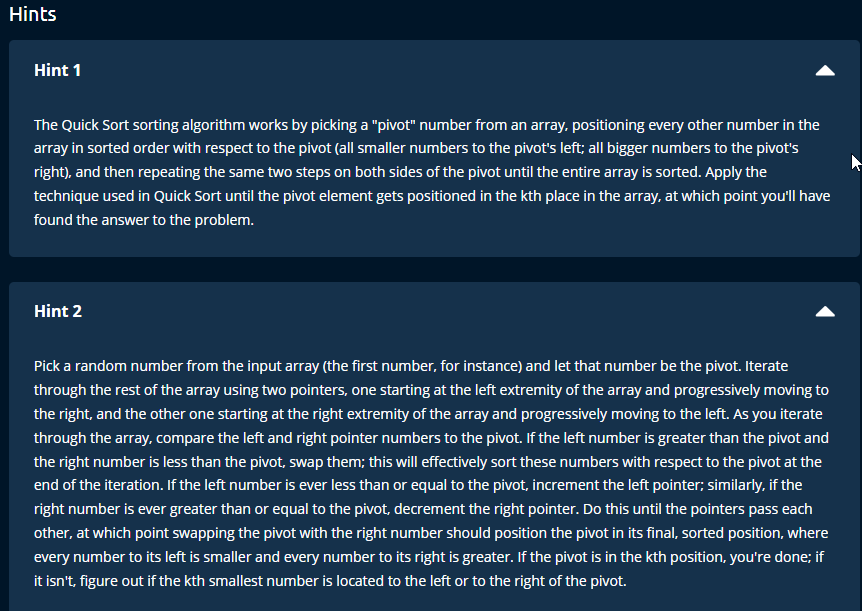 Hints
Hint 1
The Quick Sort sorting algorithm works by picking a "pivot" number from an array, positioning every other number in the
array in sorted order with respect to the pivot (all smaller numbers to the pivot's left; all bigger numbers to the pivot's
right), and then repeating the same two steps on both sides of the pivot until the entire array is sorted. Apply the
technique used in Quick Sort until the pivot element gets positioned in the kth place in the array, at which point you'll have
found the answer to the problem.
Hint 2
Pick a random number from the input array (the first number, for instance) and let that number be the pivot. Iterate
through the rest of the array using two pointers, one starting at the left extremity of the array and progressively moving to
the right, and the other one starting at the right extremity of the array and progressively moving to the left. As you iterate
through the array, compare the left and right pointer numbers to the pivot. If the left number is greater than the pivot and
the right number is less than the pivot, swap them; this will effectively sort these numbers with respect to the pivot at the
end of the iteration. If the left number is ever less than or equal to the pivot, increment the left pointer; similarly, if the
right number is ever greater than or equal to the pivot, decrement the right pointer. Do this until the pointers pass each
other, at which point swapping the pivot with the right number should position the pivot in its final, sorted position, where
every number to its left is smaller and every number to its right is greater. If the pivot is in the kth position, you're done; if
it isn't, figure out if the kth smallest number is located to the left or to the right of the pivot.